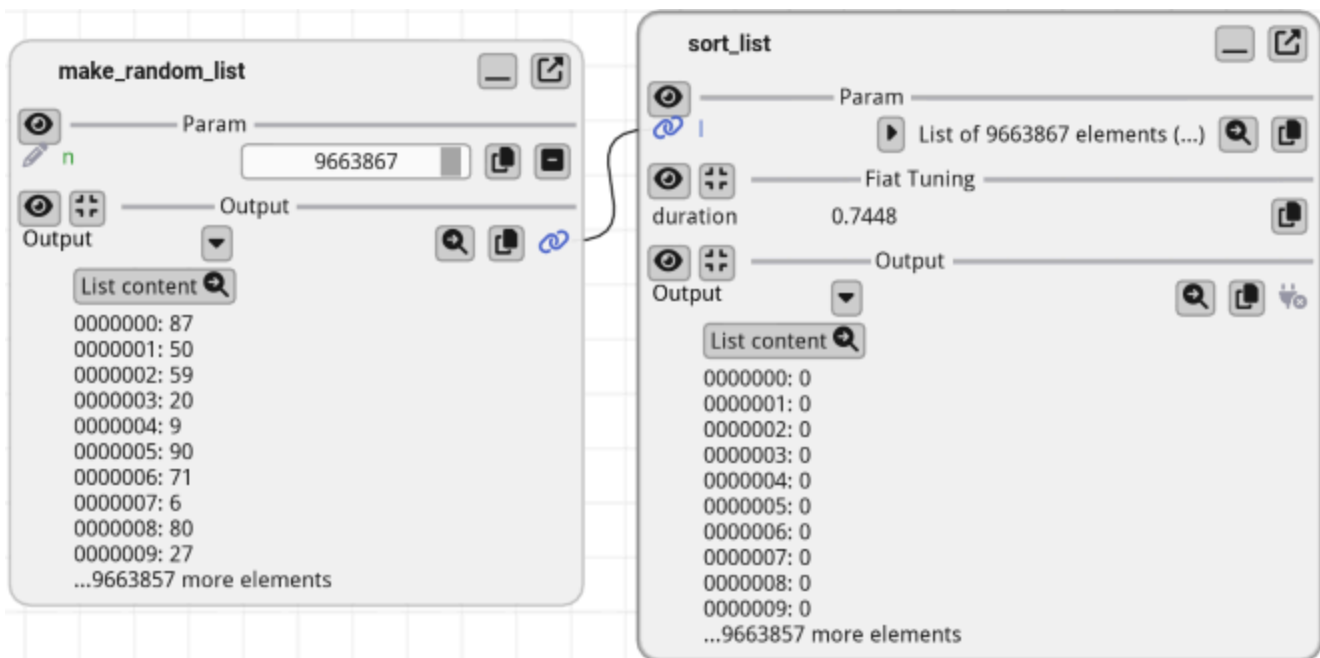 make_random_list
Param
n
9663867
Output
Output
List content
0000000: 87
0000001: 50
0000002: 59
0000003: 20
0000004: 9
0000005: 90
0000006: 71
0000007: 6
0000008: 80
0000009: 27
...9663857 more elements
sort_list
Param
l
List of 9663867 elements (...)
Fiat Tuning
duration 0.7448
Output
Output
List content
0000000: 0
0000001: 0
0000002: 0
0000003: 0
0000004: 0
0000005: 0
0000006: 0
0000007: 0
0000008: 0
0000009: 0
...9663857 more elements